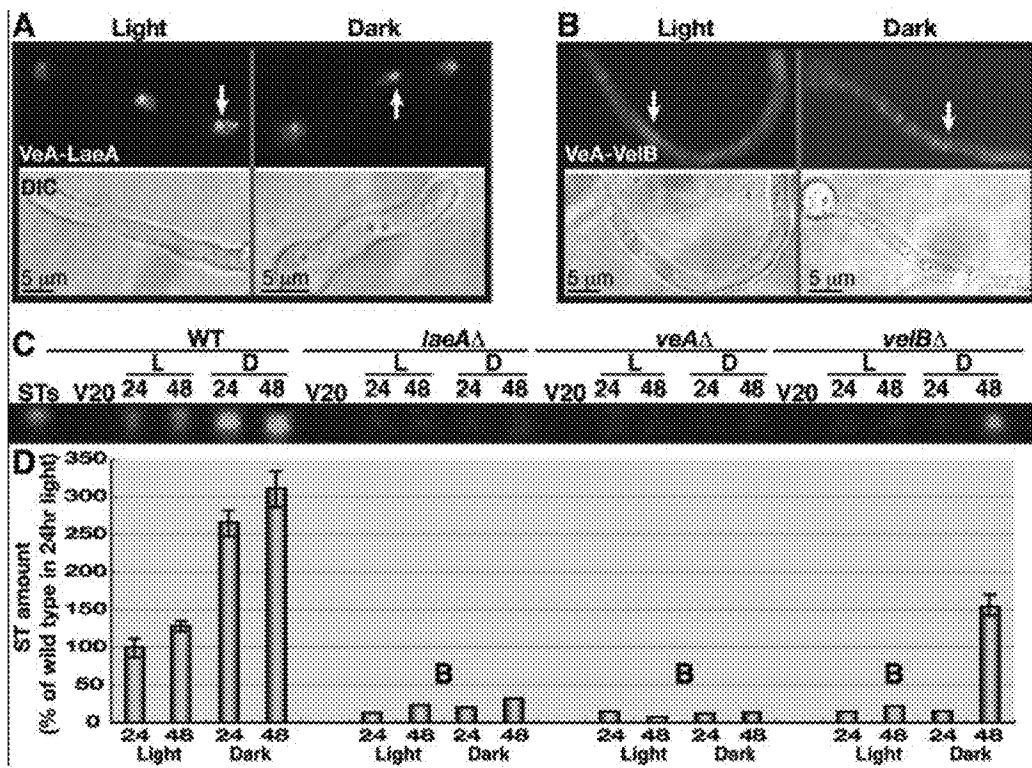 A Light Dark
VeA-LaeA
DIC
5 µm 5 µm
B Light Dark
VeA-VelB
5 µm 5 µm
C WT laeAΔ veAΔ velBΔ
L D L D L D L D
STs V20 24 48 24 48 V20 24 48 24 48 V20 24 48 24 48 V20 24 48 24 48
D
ST amount
(% of wild type in 24hr light)
350
300
250
200
150
100
50
0
B B B
24 48 24 48 24 48 24 48 24 48 24 48 24 48 24 48
Light Dark Light Dark Light Dark Light Dark